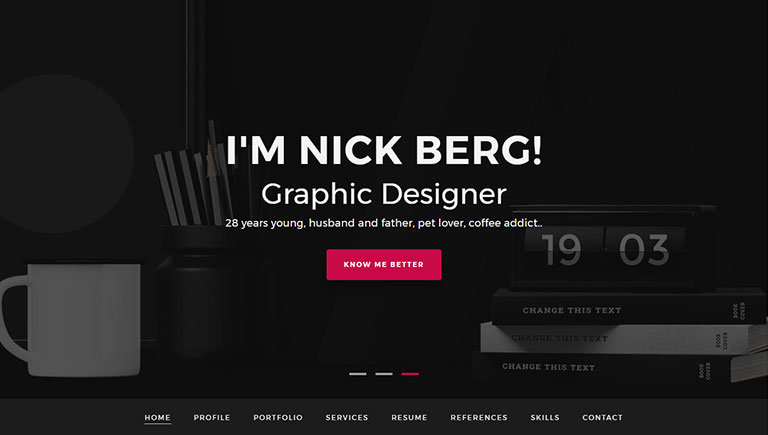 I'M NICK BERG!
Graphic Designer
28 years young, husband and father, pet lover, coffee addict..
KNOW ME BETTER
19 03
CHANGE THIS TEXT
BOOK COVER
CHANGE THIS TEXT
BOOK COVER
CHANGE THIS TEXT
BOOK COVER
HOME PROFILE PORTFOLIO SERVICES RESUME REFERENCES SKILLS CONTACT